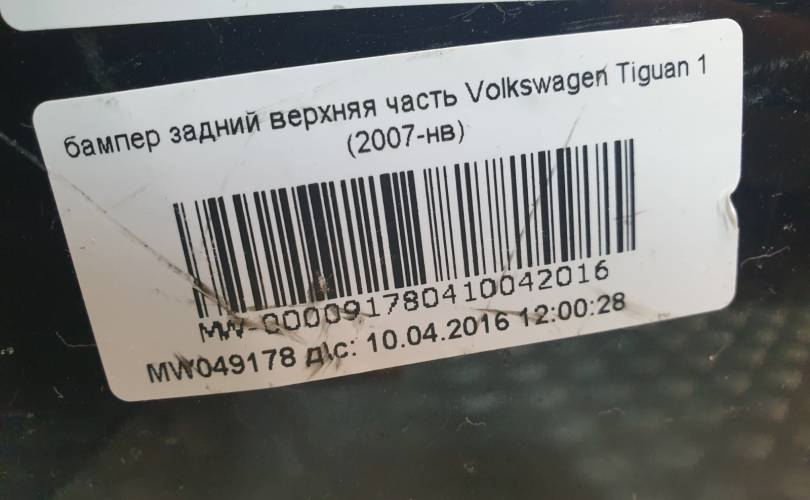 бампер задний верхняя часть Volkswagen Tiguan 1
(2007-нв)
MW-000091780410042016
MW049178 д\с: 10.04.2016 12:00:28